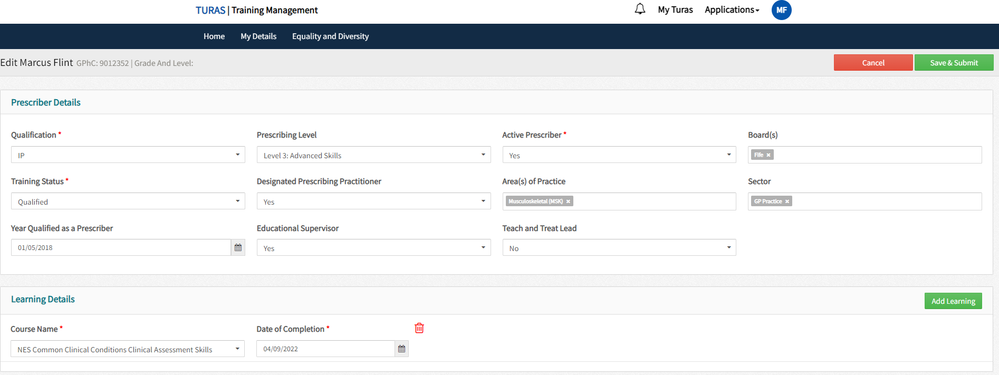 TURAS | Training Management
My Turas
Applications
MF
Home
My Details
Equality and Diversity
Edit Marcus Flint GPhC: 9012352 | Grade And Level:
Cancel
Save & Submit
Prescriber Details
Qualification *
Prescribing Level
Active Prescriber *
Board(s)
IP
Level 3: Advanced Skills
Yes
Fife ×
Training Status *
Designated Prescribing Practitioner
Area(s) of Practice
Sector
Qualified
Yes
Musculoskeletal (MSK) ×
GP Practice ×
Year Qualified as a Prescriber
Educational Supervisor
Teach and Treat Lead
01/05/2018
Yes
No
Learning Details
Add Learning
Course Name *
Date of Completion *
NES Common Clinical Conditions Clinical Assessment Skills
04/09/2022